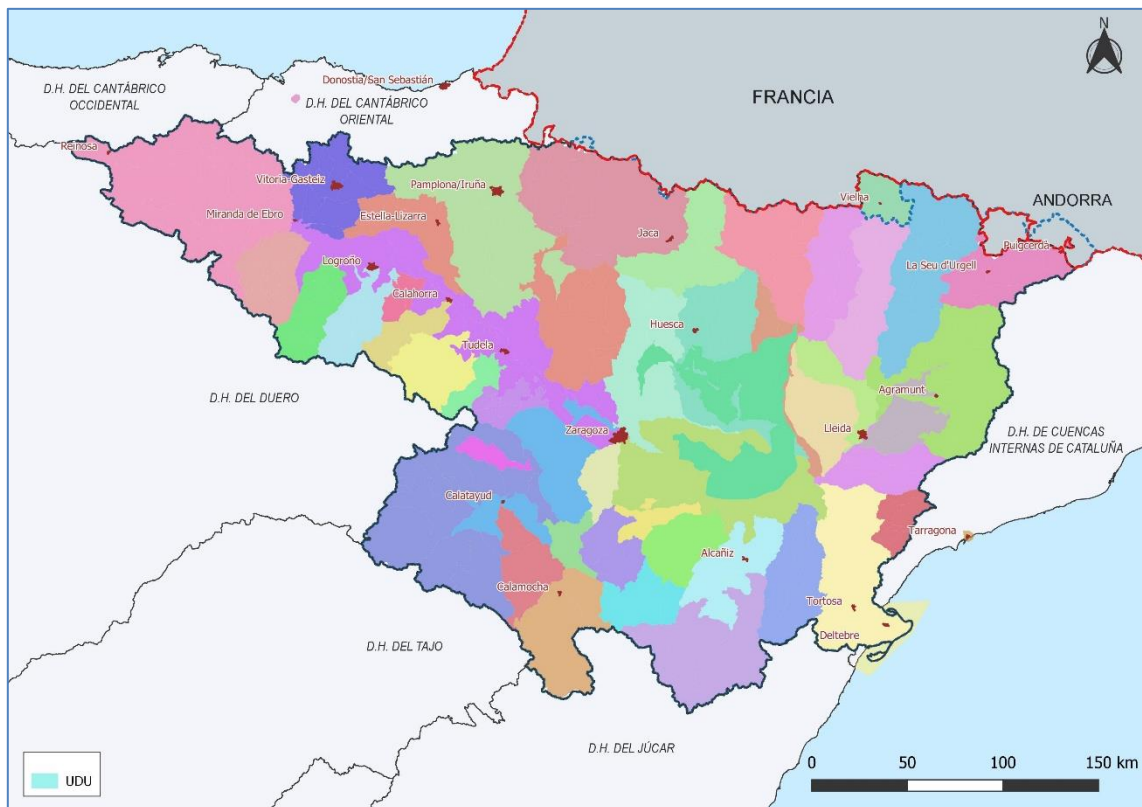 N
Donostia/San Sebastián
D.H. DEL CANTÁBRICO
OCCIDENTAL
D.H. DEL CANTÁBRICO
ORIENTAL
FRANCIA
Reinosa
Vitoria-Gasteiz
Pamplona/Iruña
Vielha
ANDORRA
Miranda de Ebro
Estella-Lizarra
Jaca
Puigcerdá
Logroño
La Seu d'Urgell
Calahorra
Huesca
Tudela
Agramunt
D.H. DEL DUERO
Zaragoza
Lleida
D.H. DE CUENCAS
INTERNAS DE CATALUÑA
Calatayud
Tarragona
Alcañiz
Calamocha
Tortosa
Deltebre
D.H. DEL TAJO
D.H. DEL JÚCAR
UDU
0 50 100 150 km